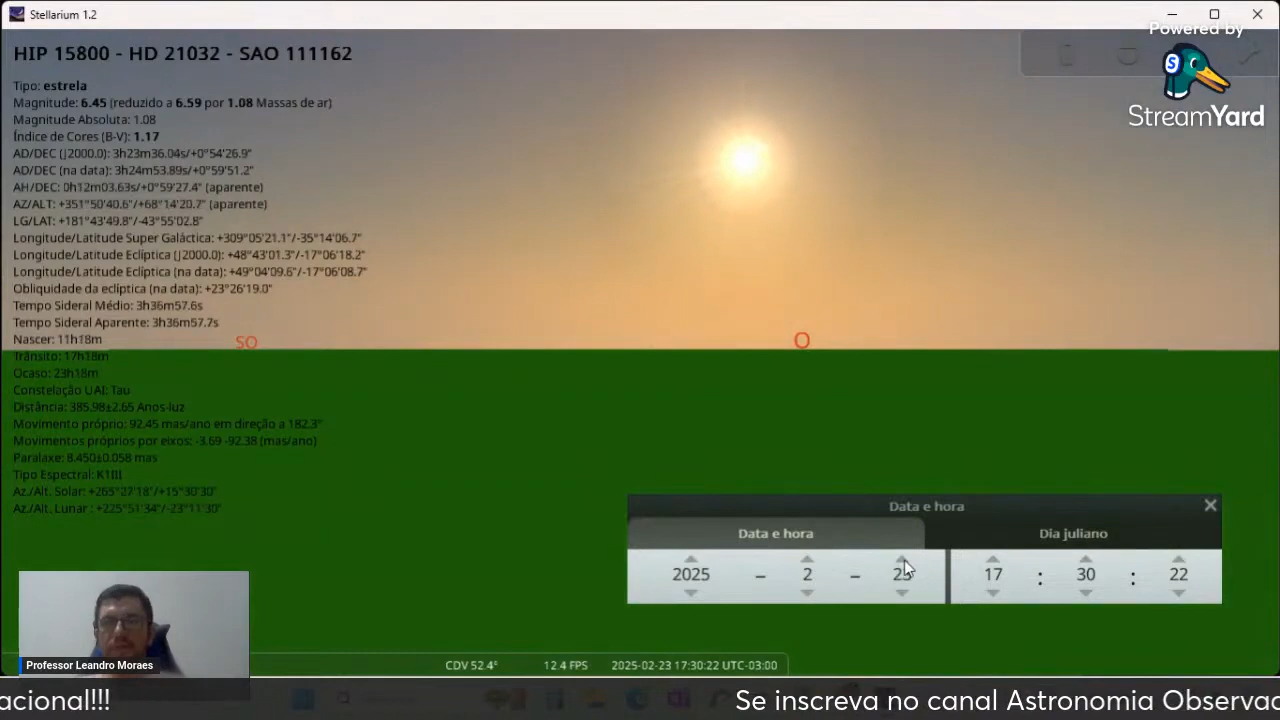 Stellarium 1.2
Powered by
StreamYard
HIP 15800 - HD 21032 - SAO 111162
Tipo: estrela
Magnitude: 6.45 (reduzido a 6.59 por 1.08 Massas de ar)
Magnitude Absoluta: 1.08
Índice de Cores (B-V): 1.17
AD/DEC (J2000.0): 3h23m36.04s/+0°54'26.9"
AD/DEC (na data): 3h24m53.89s/+0°59'51.2"
AH/DEC: 0h12m03.63s/+0°59'27.4" (aparente)
AZ/ALT: +351°50'40.6"/+68°14'20.7" (aparente)
LG/LAT: +181°43'49.8"/-43°55'02.8"
Longitude/Latitude Super Galáctica: +309°05'21.1"/-35°14'06.7"
Longitude/Latitude Eclíptica (J2000.0): +48°43'01.3"/-17°06'18.2"
Longitude/Latitude Eclíptica (na data): +49°04'09.6"/-17°06'08.7"
Obliquidade da eclíptica (na data): +23°26'19.0"
Tempo Sideral Médio: 3h36m57.6s
Tempo Sideral Aparente: 3h36m57.7s
Nascer: 11h18m
SO
O
Trânsito: 17h18m
Ocaso: 23h18m
Constelação UAI: Tau
Distância: 385.98±2.65 Anos-luz
Movimento próprio: 92.45 mas/ano em direção a 182.3°
Movimentos próprios por eixos: -3.69 -92.38 (mas/ano)
Paralaxe: 8.450±0.058 mas
Tipo Espectral: K1III
Az./Alt. Solar: +265°27'18"/+15°30'30"
Az./Alt. Lunar : +225°51'34"/-23°11'30"
Data e hora
Data e hora
Dia juliano
2025 – 2 – 23 17 : 30 : 22
Professor Leandro Moraes
CDV 52.4° 12.4 FPS 2025-02-23 17:30:22 UTC-03:00
acional!!! Se inscreva no canal Astronomia Observac